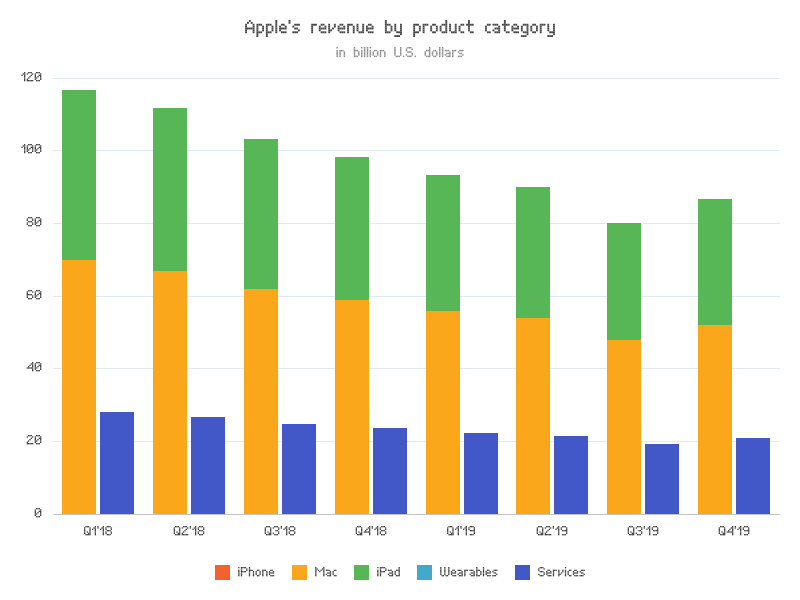 Apple's revenue by product category
in billion U.S. dollars
120
100
80
60
40
20
0
Q1'18 Q2'18 Q3'18 Q4'18 Q1'19 Q2'19 Q3'19 Q4'19
iPhone Mac iPad Wearables Services